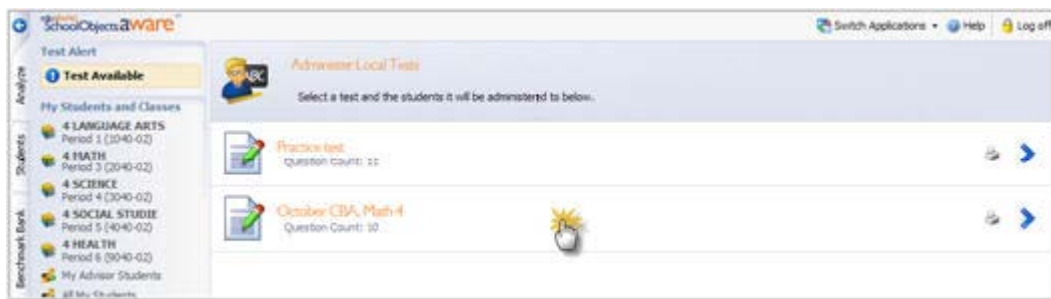 SchoolObjects:aware
Switch Applications
Help
Log off
Analyze
Students
Benchmark Bank
Test Alert
Test Available
My Students and Classes
4 LANGUAGE ARTS
Period 1 (1040-02)
4 MATH
Period 3 (2040-02)
4 SCIENCE
Period 4 (3040-02)
4 SOCIAL STUDIE
Period 5 (4040-02)
4 HEALTH
Period 6 (9040-02)
My Advisor Students
All My Students
ABC
Administer Local Tests
Select a test and the students it will be administered to below.
Practice test
Question Count: 11
October CBA, Math 4
Question Count: 10